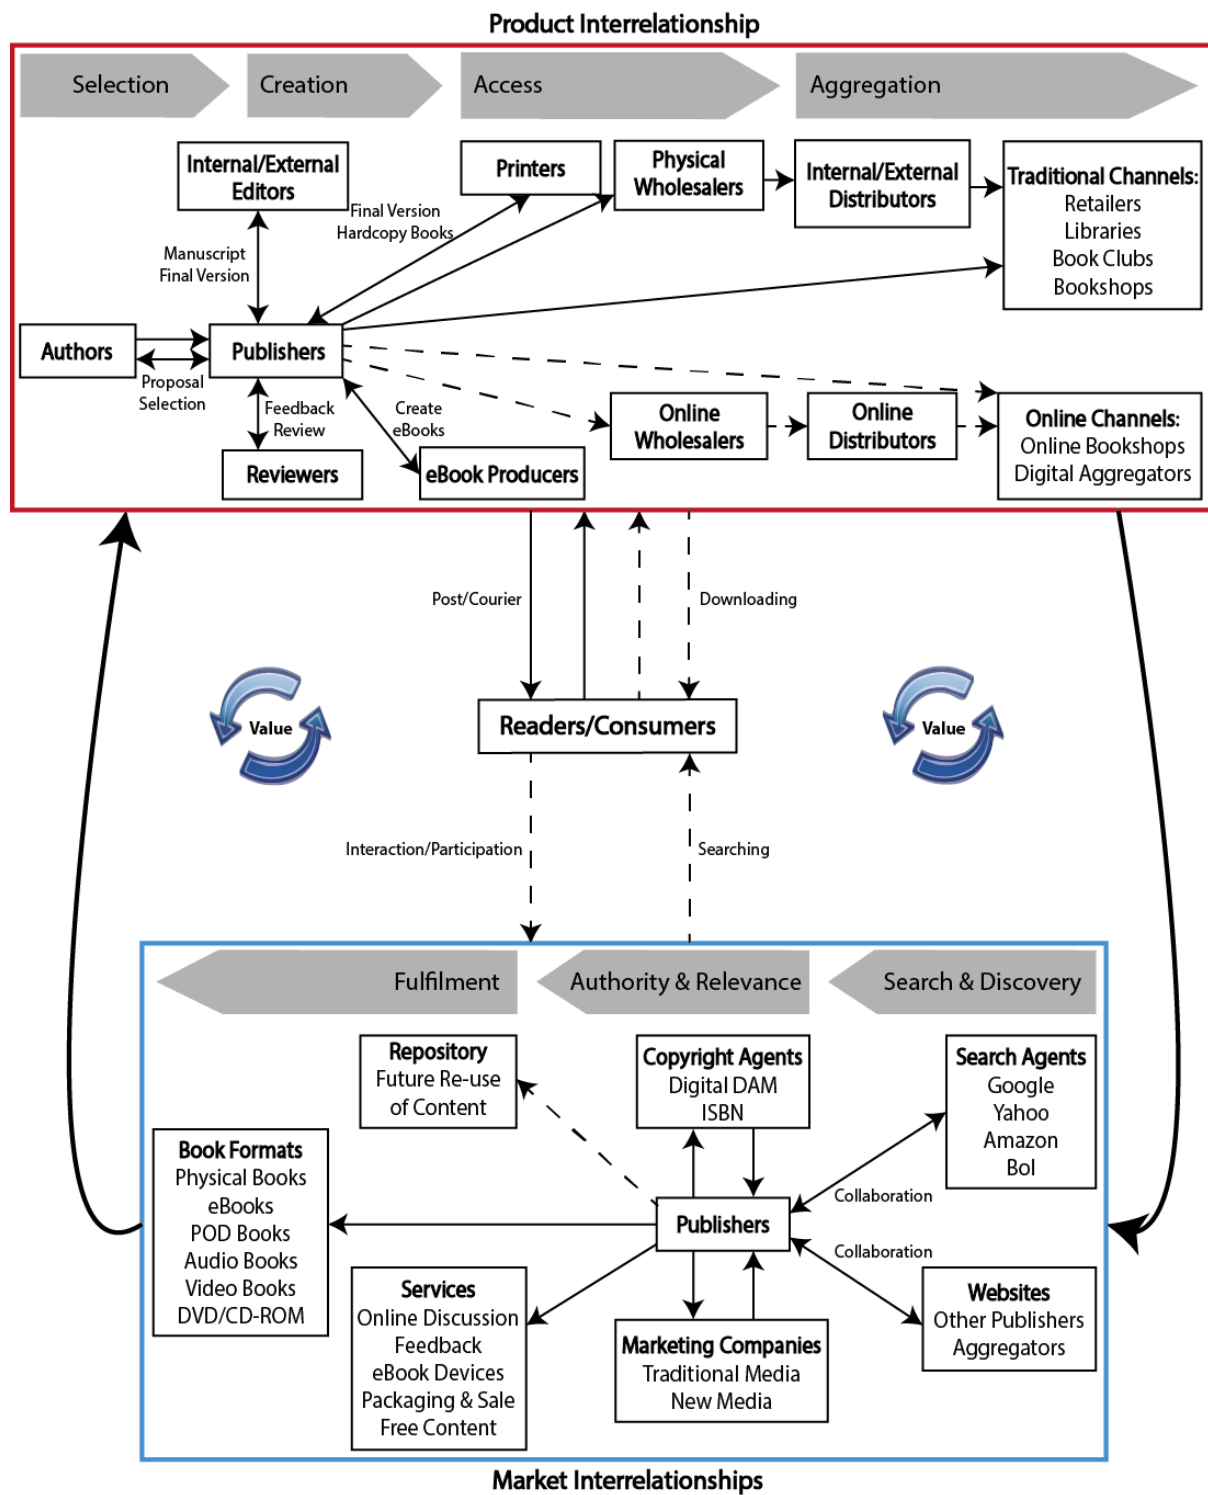 Product Interrelationship
Selection
Creation
Access
Aggregation
Internal/External
Editors
Printers
Physical
Wholesalers
Internal/External
Distributors
Traditional Channels:
Retailers
Libraries
Book Clubs
Bookshops
Final Version
Hardcopy Books
Manuscript
Final Version
Authors
Publishers
Proposal
Selection
Feedback
Review
Create
eBooks
Online
Wholesalers
Online
Distributors
Online Channels:
Online Bookshops
Digital Aggregators
Reviewers
eBook Producers
Post/Courier
Downloading
Value
Readers/Consumers
Value
Interaction/Participation
Searching
Fulfilment
Authority & Relevance
Search & Discovery
Repository
Future Re-use
of Content
Copyright Agents
Digital DAM
ISBN
Search Agents
Google
Yahoo
Amazon
Bol
Book Formats
Physical Books
eBooks
POD Books
Audio Books
Video Books
DVD/CD-ROM
Collaboration
Publishers
Collaboration
Services
Online Discussion
Feedback
eBook Devices
Packaging & Sale
Free Content
Marketing Companies
Traditional Media
New Media
Websites
Other Publishers
Aggregators
Market Interrelationships